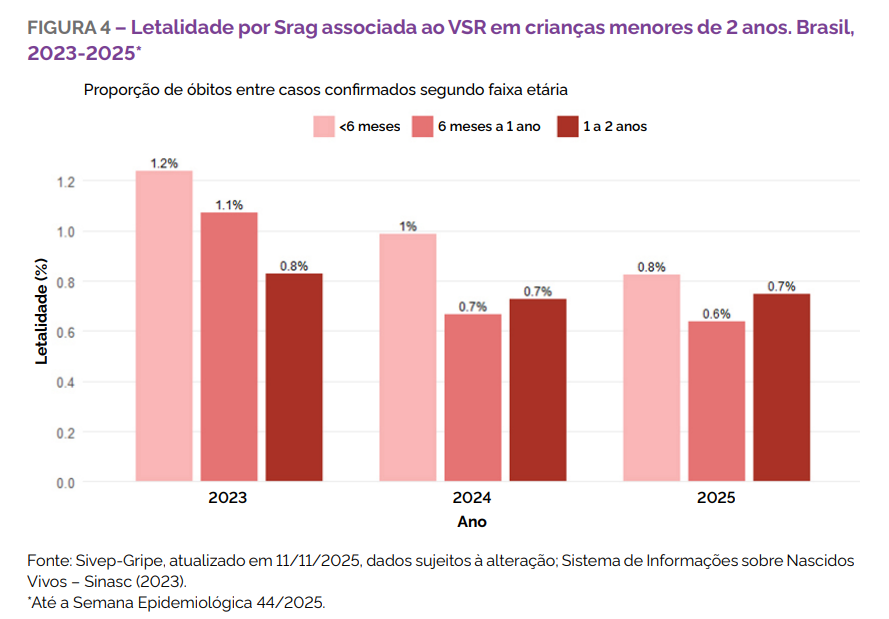 FIGURA 4 – Letalidade por Srag associada ao VSR em crianças menores de 2 anos. Brasil,
2023-2025*
Proporção de óbitos entre casos confirmados segundo faixa etária
<6 meses 6 meses a 1 ano 1 a 2 anos
Letalidade (%)
1.2
1.0
0.8
0.6
0.4
0.2
0.0
1.2% 1.1% 0.8%
1% 0.7% 0.7%
0.8% 0.6% 0.7%
2023 2024 2025
Ano
Fonte: Sivep-Gripe, atualizado em 11/11/2025, dados sujeitos à alteração; Sistema de Informações sobre Nascidos
Vivos – Sinasc (2023).
*Até a Semana Epidemiológica 44/2025.